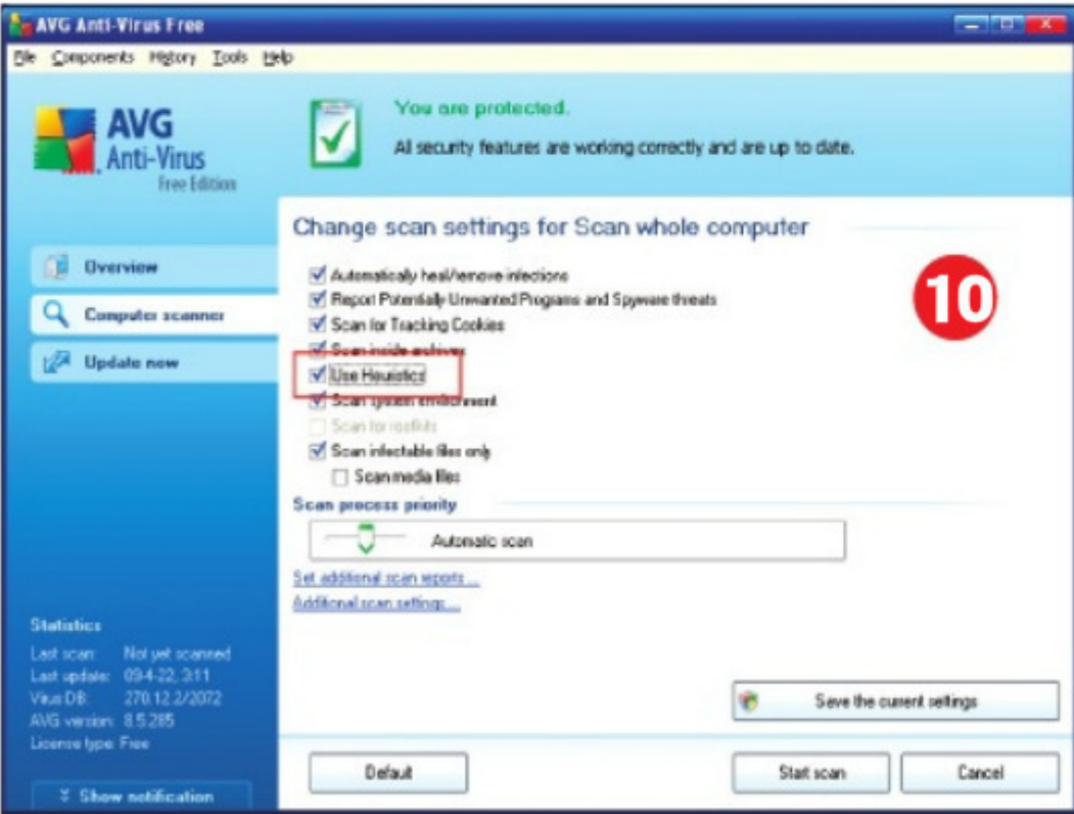 AVG Anti-Virus Free
File Components History Tools Help
AVG
Anti-Virus
Free Edition
You are protected.
All security features are working correctly and are up to date.
Change scan settings for Scan whole computer
10
Overview
Computer scanner
Update now
Automatically heal/remove infections
Report Potentially Unwanted Programs and Spyware threats
Scan for Tracking Cookies
Scan inside archives
Use Heuristics
Scan system environment
Scan for rootkits
Scan infectable files only
Scan media files
Scan process priority
Automatic scan
Set additional scan reports ...
Additional scan settings ...
Statistics
Last scan: Not yet scanned
Last update: 09-4-22, 3:11
Virus DB: 270.12.2/2072
AVG version: 8.5.285
License type: Free
Save the current settings
Default
Start scan
Cancel
Show notification